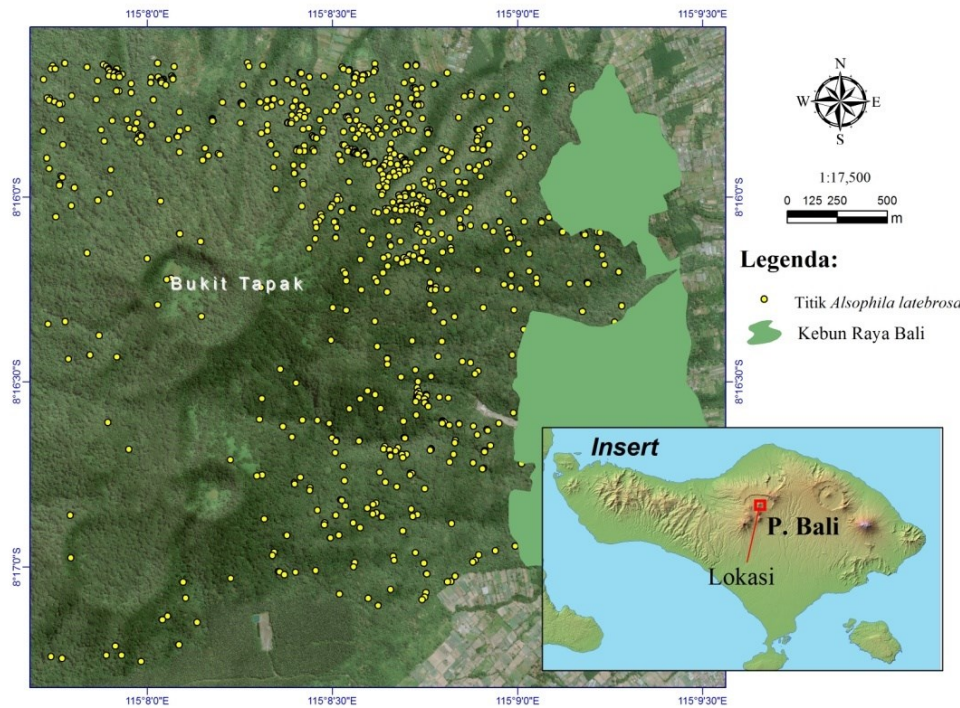 115°8'0"E
115°8'30"E
115°9'0"E
115°9'30"E
8°16'0"S
8°16'30"S
8°17'0"S
Bukit Tapak
N
W
E
S
1:17,500
0 125 250 500
m
Legenda:
Titik Alsophila latebrosa
Kebun Raya Bali
8°16'0"S
8°16'30"S
Insert
P. Bali
Lokasi
115°8'0"E
115°8'30"E
115°9'0"E
115°9'30"E